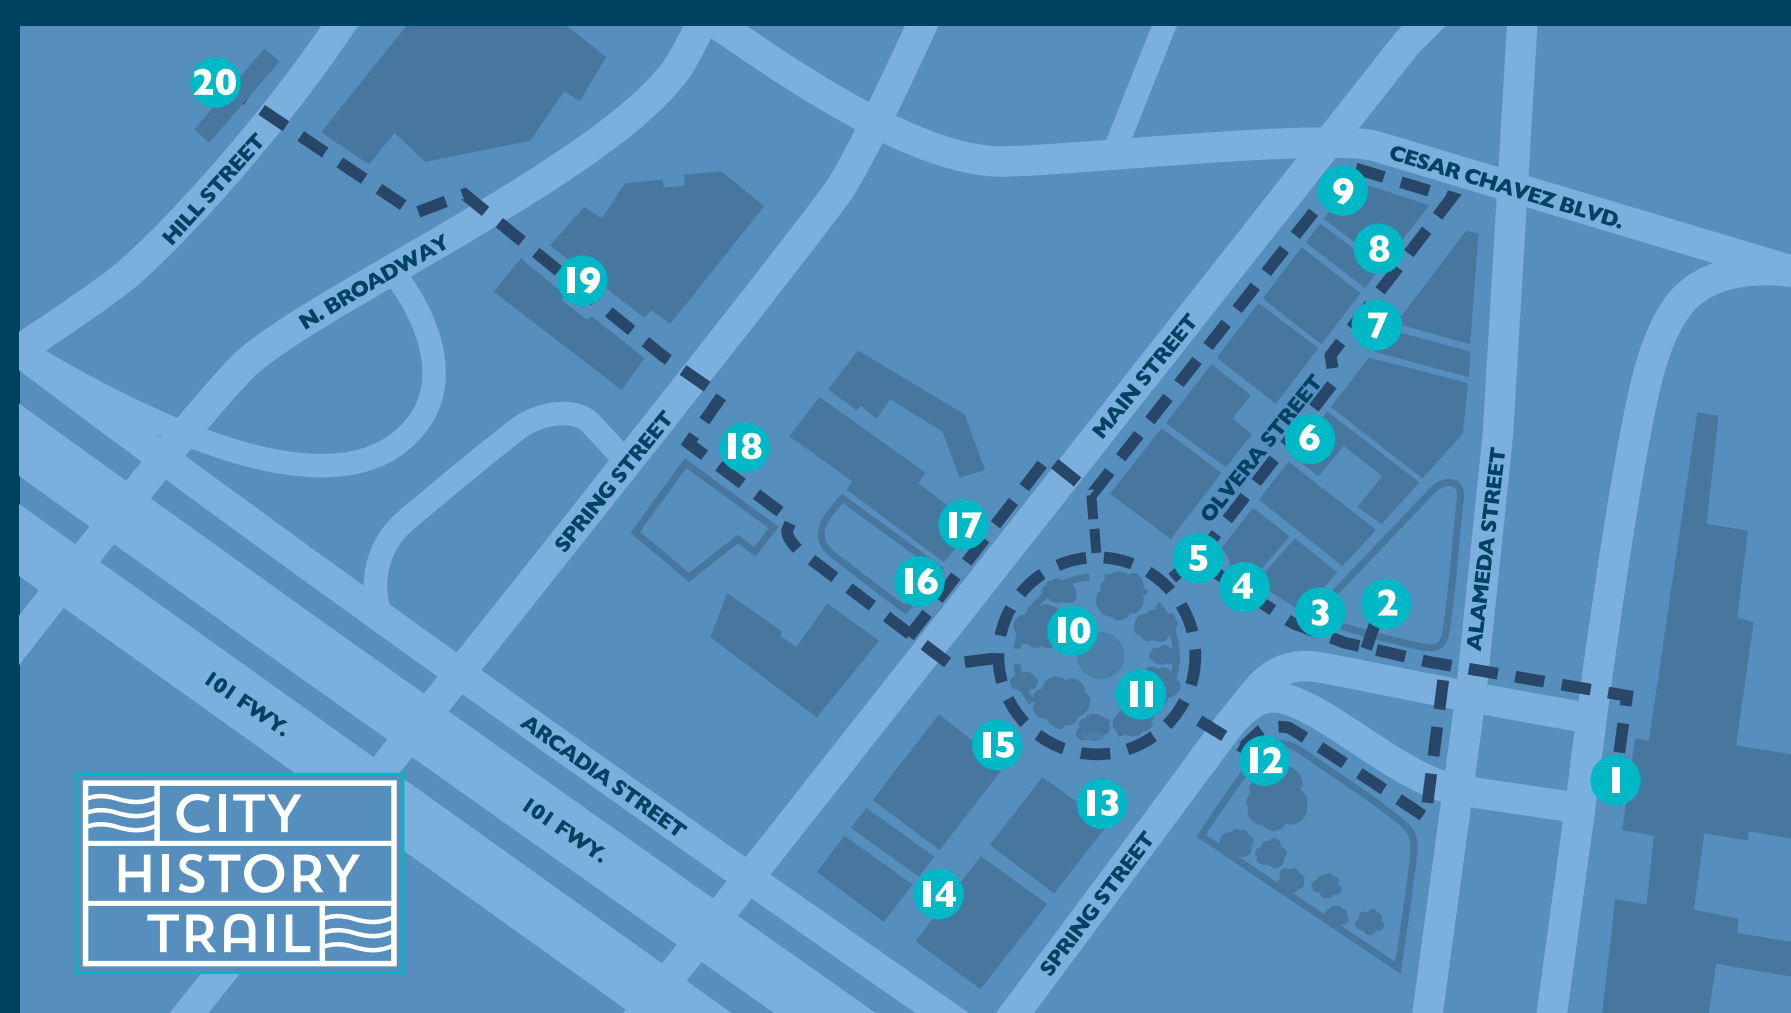 20
HILL STREET
N. BROADWAY
19
CESAR CHAVEZ BLVD.
9
8
7
MAIN STREET
OLVERA STREET
6
18
SPRING STREET
17
16
5
4
3
2
ALAMEDA STREET
10
11
15
12
13
1
14
SPRING STREET
101 FWY.
ARCADIA STREET
101 FWY.
CITY
HISTORY
TRAIL